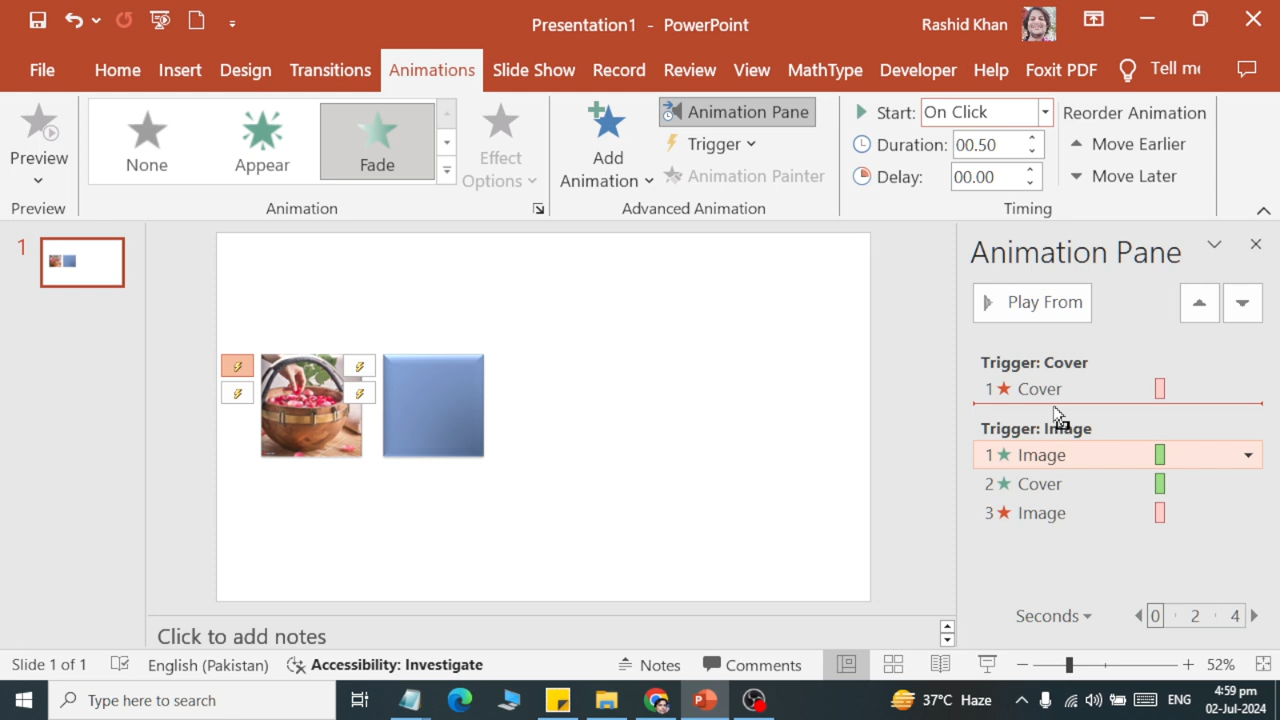 Presentation1 - PowerPoint
Rashid Khan
File Home Insert Design Transitions Animations Slide Show Record Review View MathType Developer Help Foxit PDF Tell me
Preview
Preview
None
Appear
Fade
Effect
Options
Animation
Add
Animation
Animation Pane
Trigger
Animation Painter
Advanced Animation
Start: On Click
Duration: 00.50
Delay: 00.00
Reorder Animation
Move Earlier
Move Later
Timing
1
Animation Pane
Play From
Trigger: Cover
1 Cover
Trigger: Image
1 Image
2 Cover
3 Image
Seconds 0 2 4
Click to add notes
Slide 1 of 1 English (Pakistan) Accessibility: Investigate Notes Comments 52%
Type here to search
37°C Haze
ENG
4:59 pm
02-Jul-2024